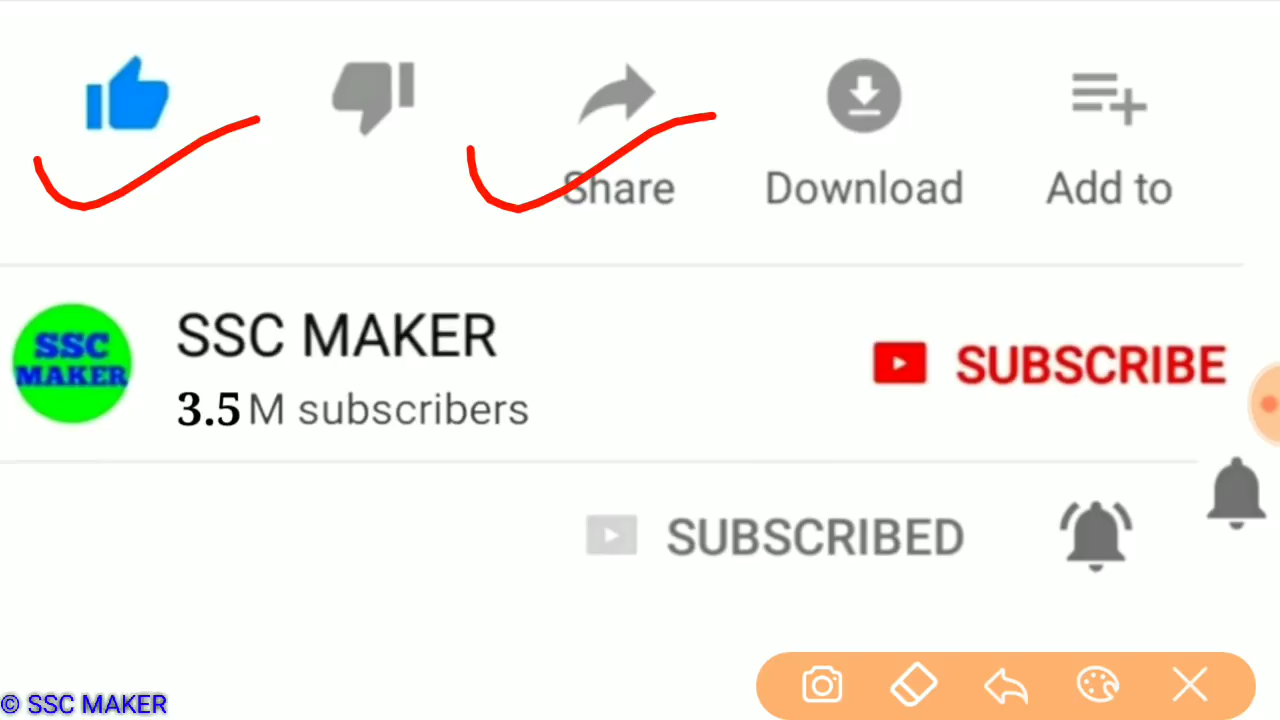 Share
Download
Add to
SSC
MAKER
SSC MAKER
3.5 M subscribers
SUBSCRIBE
SUBSCRIBED
© SSC MAKER